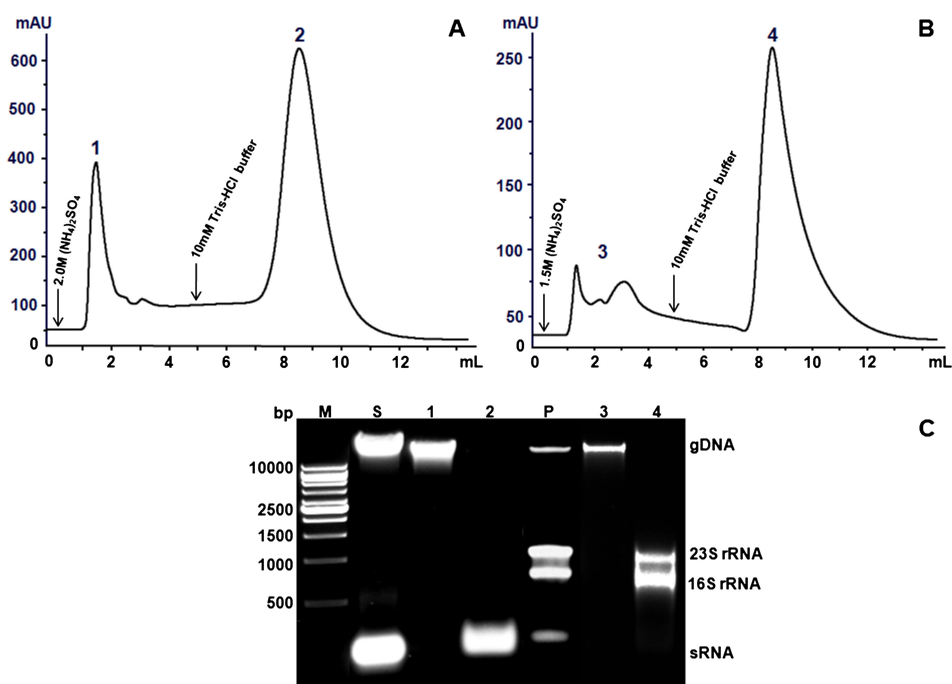 mAU
A
2
600
500
400
300
200
100
0
1
2.0M (NH₄)₂SO₄
10mM Tris-HCl buffer
0 2 4 6 8 10 12 mL
mAU
B
4
250
200
150
100
50
0
3
1.5M (NH₄)₂SO₄
10mM Tris-HCl buffer
0 2 4 6 8 10 12 mL
bp M S 1 2 P 3 4
C
gDNA
10000
2500
1500
1000
500
23S rRNA
16S rRNA
sRNA